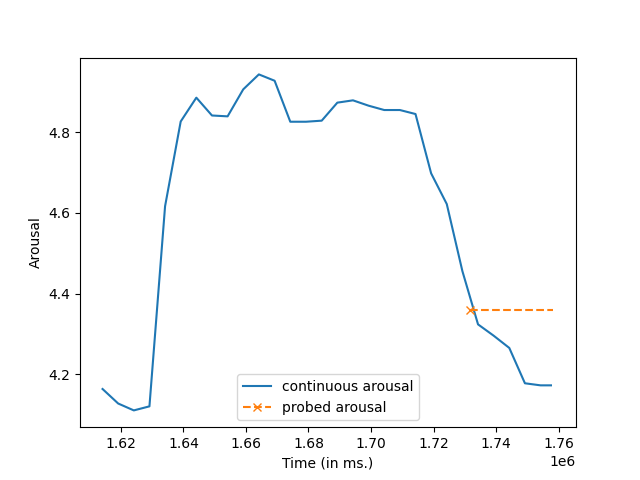 Arousal
4.8
4.6
4.4
4.2
continuous arousal
probed arousal
1.62 1.64 1.66 1.68 1.70 1.72 1.74 1.76
Time (in ms.)
1e6